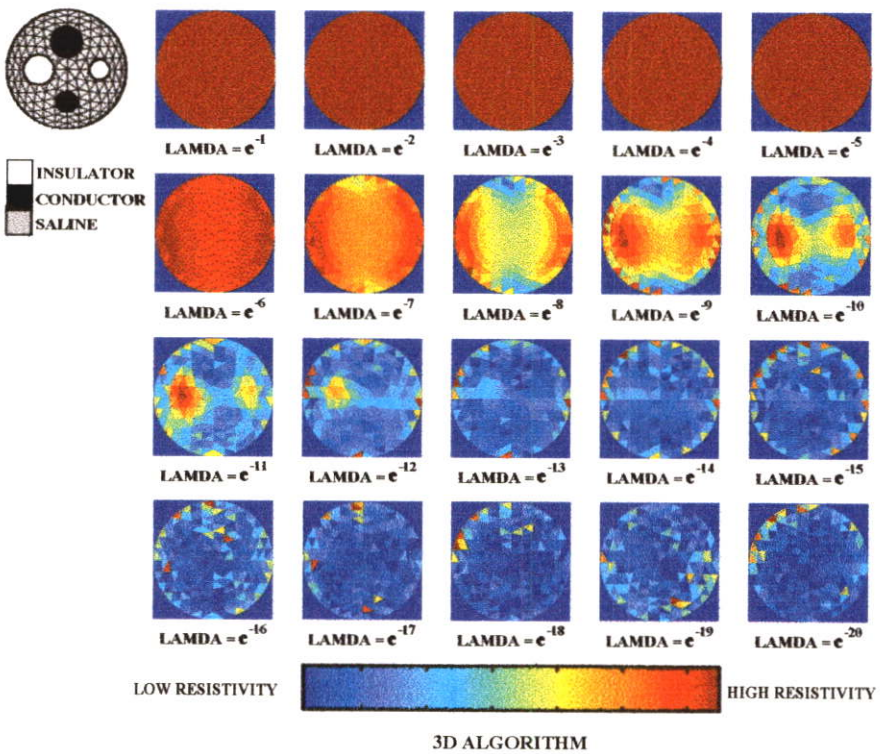 LAMDA = e-1 LAMDA = e-2 LAMDA = e-3 LAMDA = e-4 LAMDA = e-5
INSULATOR
CONDUCTOR
SALINE
LAMDA = e-6 LAMDA = e-7 LAMDA = e-8 LAMDA = e-9 LAMDA = e-10
LAMDA = e-11 LAMDA = e-12 LAMDA = e-13 LAMDA = e-14 LAMDA = e-15
LAMDA = e-16 LAMDA = e-17 LAMDA = e-18 LAMDA = e-19 LAMDA = e-20
LOW RESISTIVITY HIGH RESISTIVITY
3D ALGORITHM